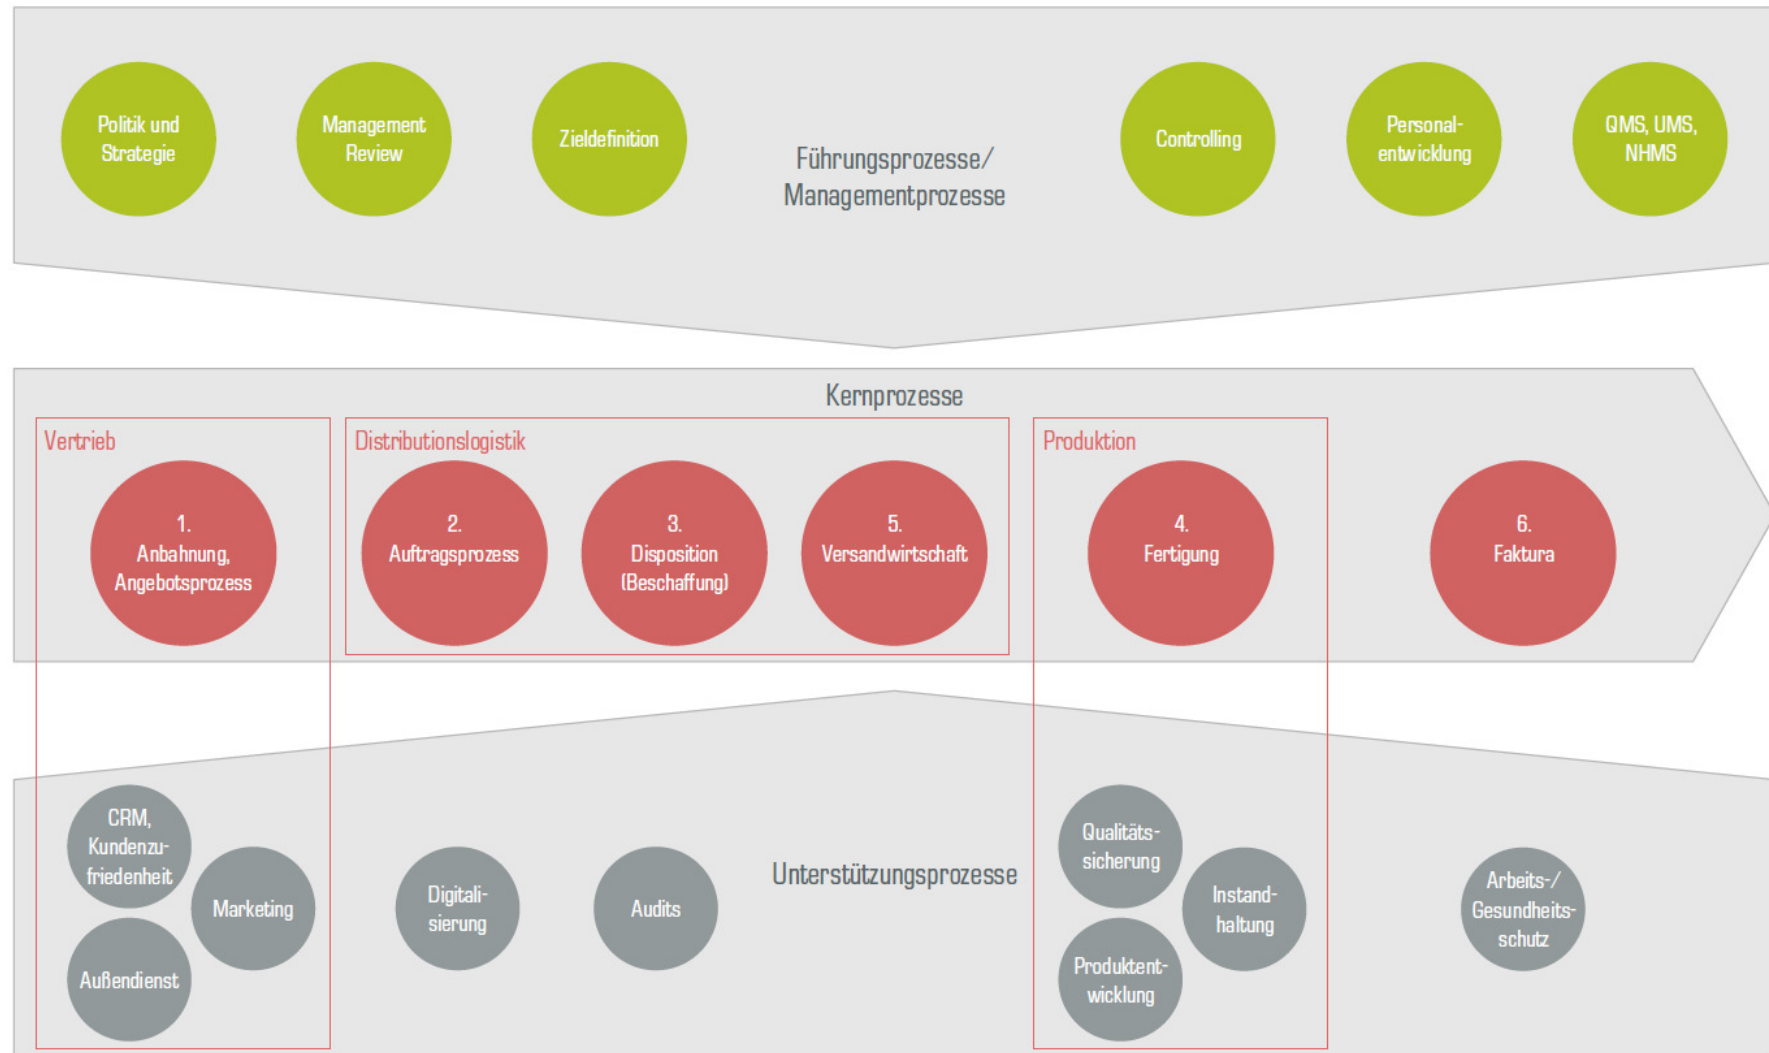 Politik und
Strategie
Management
Review
Zieldefinition
Führungsprozesse/
Managementprozesse
Controlling
Personal-
entwicklung
QMS, UMS,
NHMS
Kernprozesse
Vertrieb
1.
Anbahnung,
Angebotsprozess
Distributionslogistik
2.
Auftragsprozess
3.
Disposition
(Beschaffung)
5.
Versandwirtschaft
Produktion
4.
Fertigung
6.
Faktura
CRM,
Kundenzu-
friedenheit
Marketing
Außendienst
Digitali-
sierung
Audits
Unterstützungsprozesse
Qualitäts-
sicherung
Instand-
haltung
Produktent-
wicklung
Arbeits-/
Gesundheits-
schutz